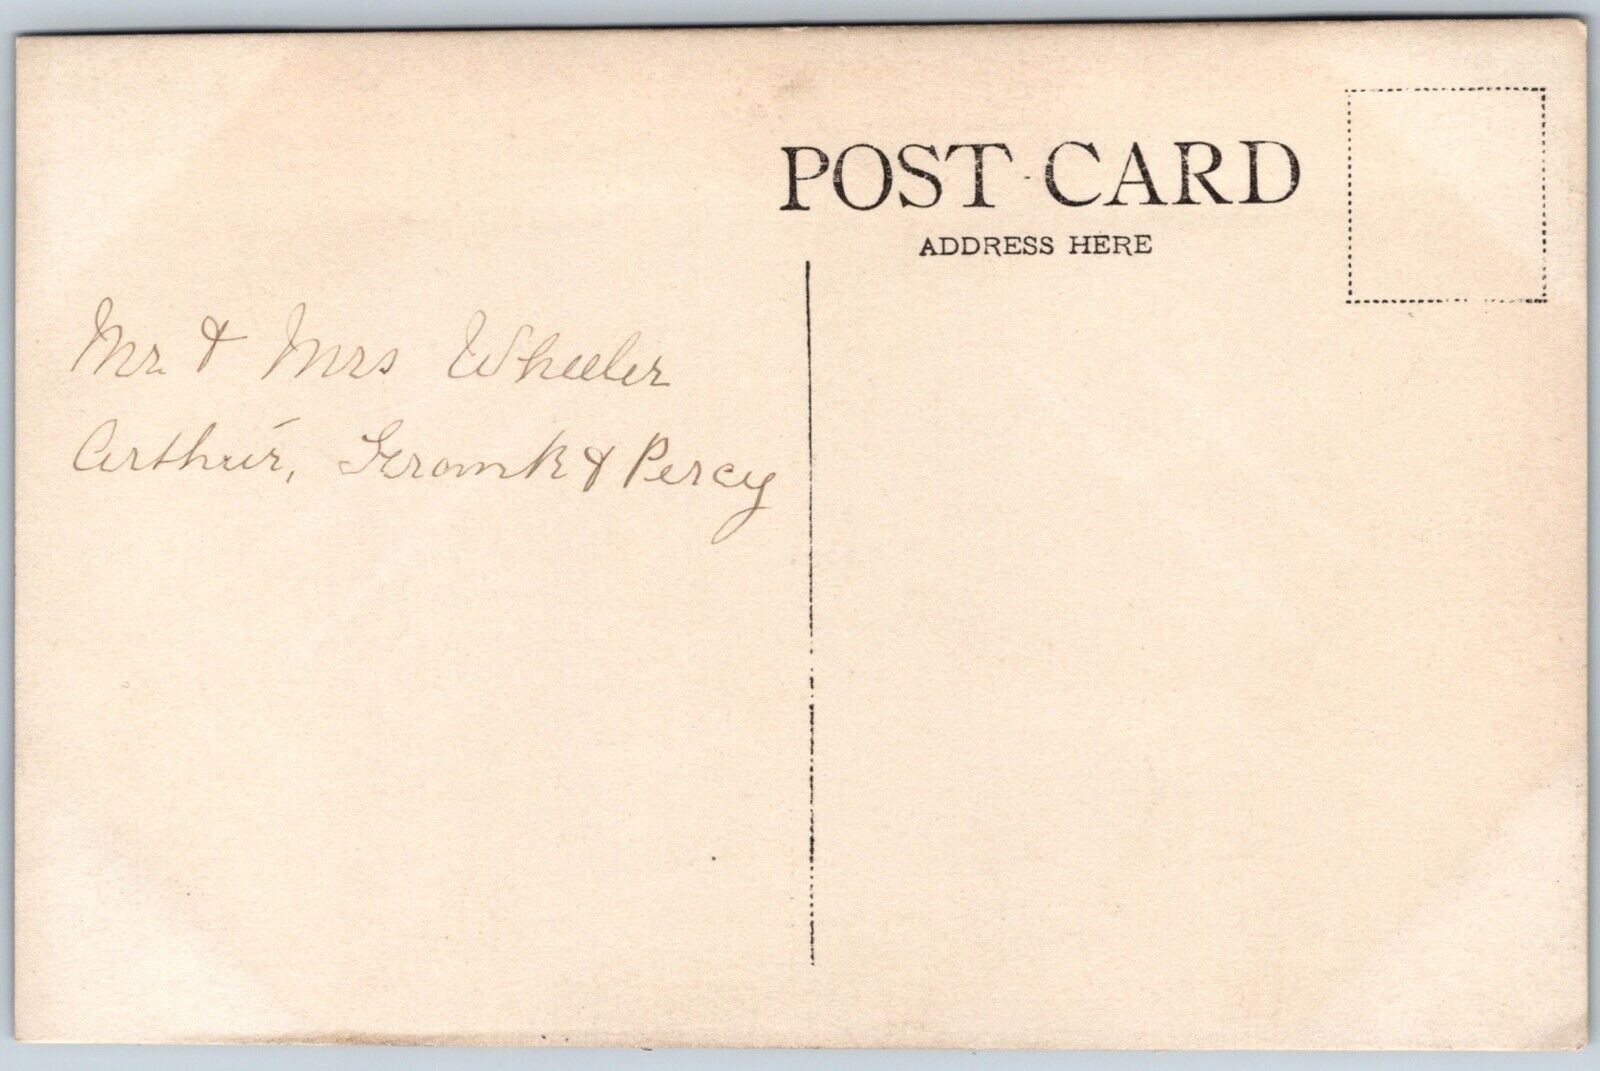 POST CARD
ADDRESS HERE
Mr. & Mrs Wheeler
Arthur, Frank & Percy